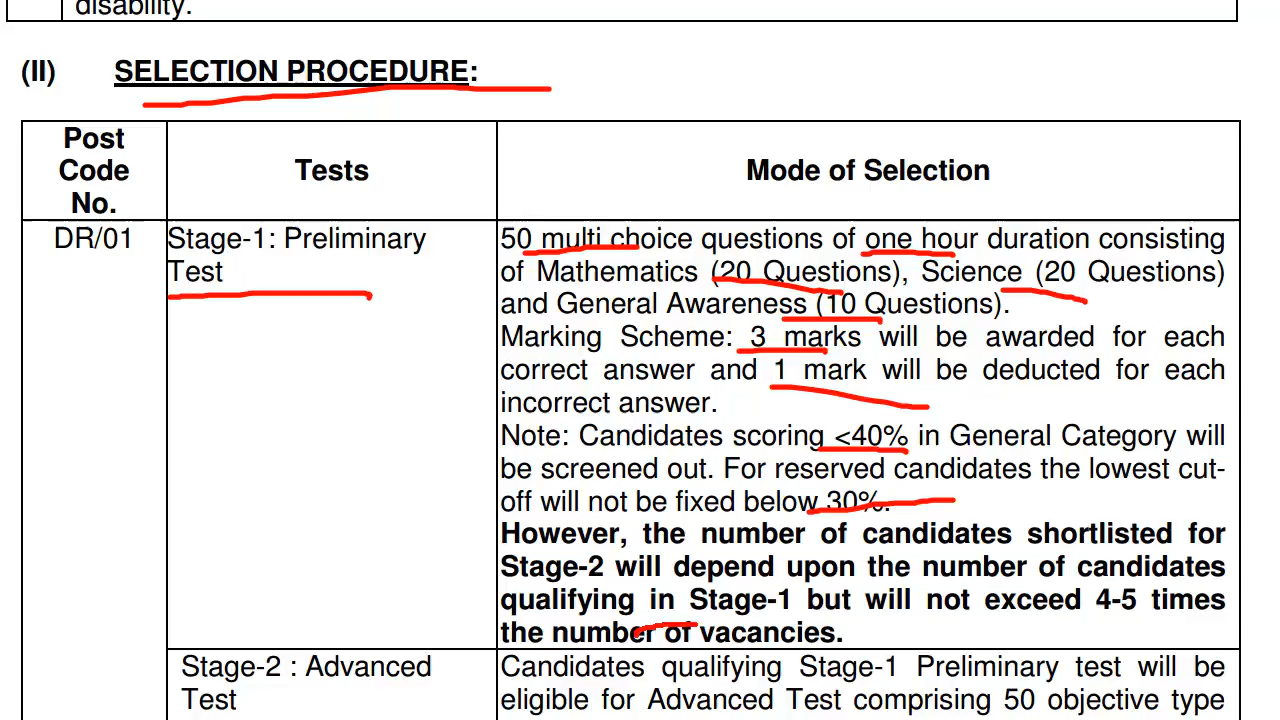 disability.
(II) SELECTION PROCEDURE:
Post
Code
No.
Tests
Mode of Selection
DR/01
Stage-1: Preliminary
Test
50 multi choice questions of one hour duration consisting
of Mathematics (20 Questions), Science (20 Questions)
and General Awareness (10 Questions).
Marking Scheme: 3 marks will be awarded for each
correct answer and 1 mark will be deducted for each
incorrect answer.
Note: Candidates scoring <40% in General Category will
be screened out. For reserved candidates the lowest cut-
off will not be fixed below 30%.
However, the number of candidates shortlisted for
Stage-2 will depend upon the number of candidates
qualifying in Stage-1 but will not exceed 4-5 times
the number of vacancies.
Stage-2 : Advanced
Test
Candidates qualifying Stage-1 Preliminary test will be
eligible for Advanced Test comprising 50 objective type